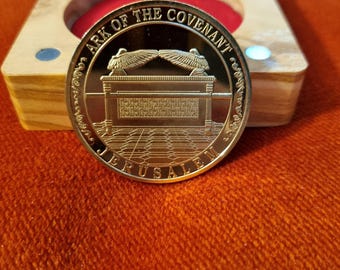 ARK OF THE COVENANT
JERUSALEM